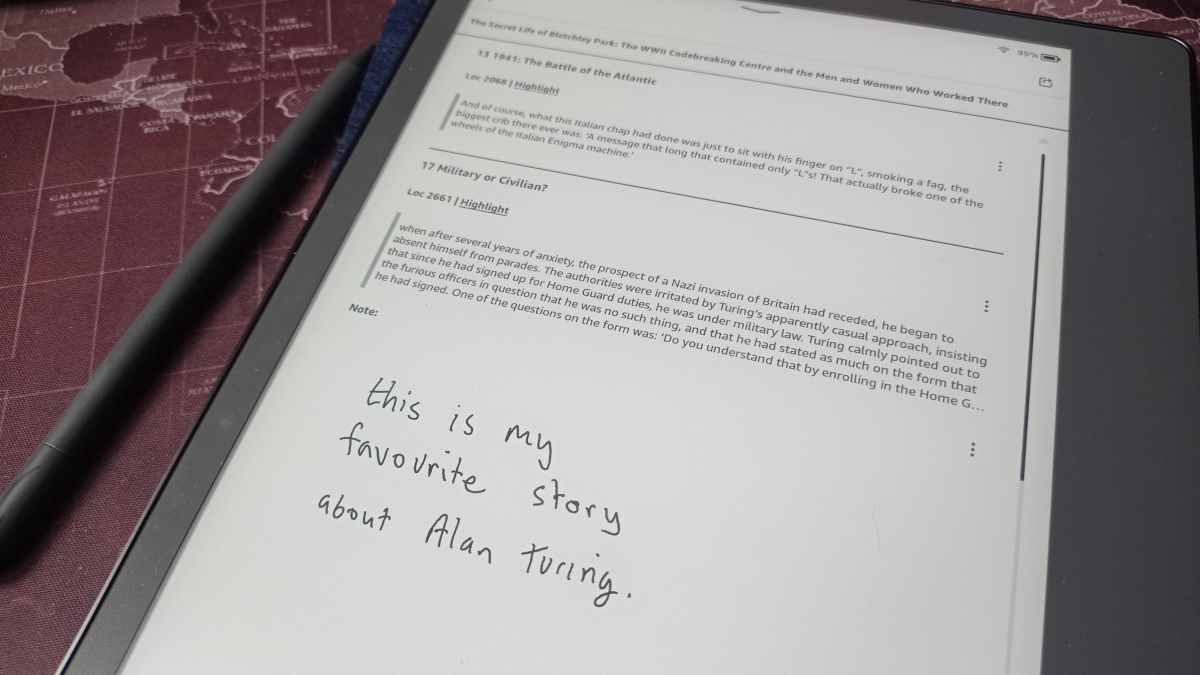 The Secret Life of Bletchley Park: The WWII Codebreaking Centre and the Men and Women Who Worked There
95%
13 1941: The Battle of the Atlantic
Loc 2068 | Highlight
And of course, what this Italian chap had done was just to sit with his finger on “L”, smoking a fag, the
biggest crib there ever was. ‘A message that long that contained only “L”s! That actually broke one of the
wheels of the Italian Enigma machine.’
17 Military or Civilian?
Loc 2661 | Highlight
when after several years of anxiety, the prospect of a Nazi invasion of Britain had receded, he began to
absent himself from parades. The authorities were irritated by Turing’s apparently casual approach, insisting
that since he had signed up for Home Guard duties, he was under military law. Turing calmly pointed out to
the furious officers in question that he was no such thing, and that he had stated as much on the form that
he had signed. One of the questions on the form was: ‘Do you understand that by enrolling in the Home G...
Note:
this is my
favourite story
about Alan Turing.
Dallas
THE
BAHAMAS
EXICO
Mexico
EL SALVADOR
COSTA
RICA
PANAMA
COL
ECUADOR
GALAPAGOS
ISLANDS